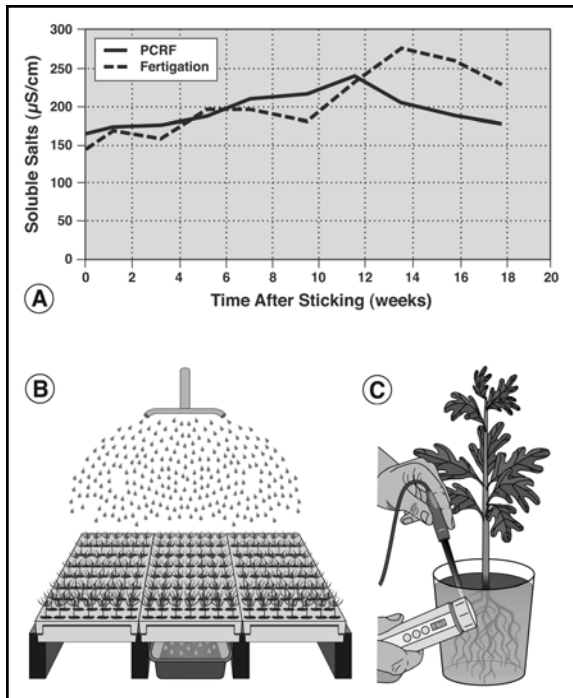 300
250
200
150
100
50
0
Soluble Salts (µS/cm)
PCRF
Fertigation
0 2 4 6 8 10 12 14 16 18 20
Time After Sticking (weeks)
A
B
C